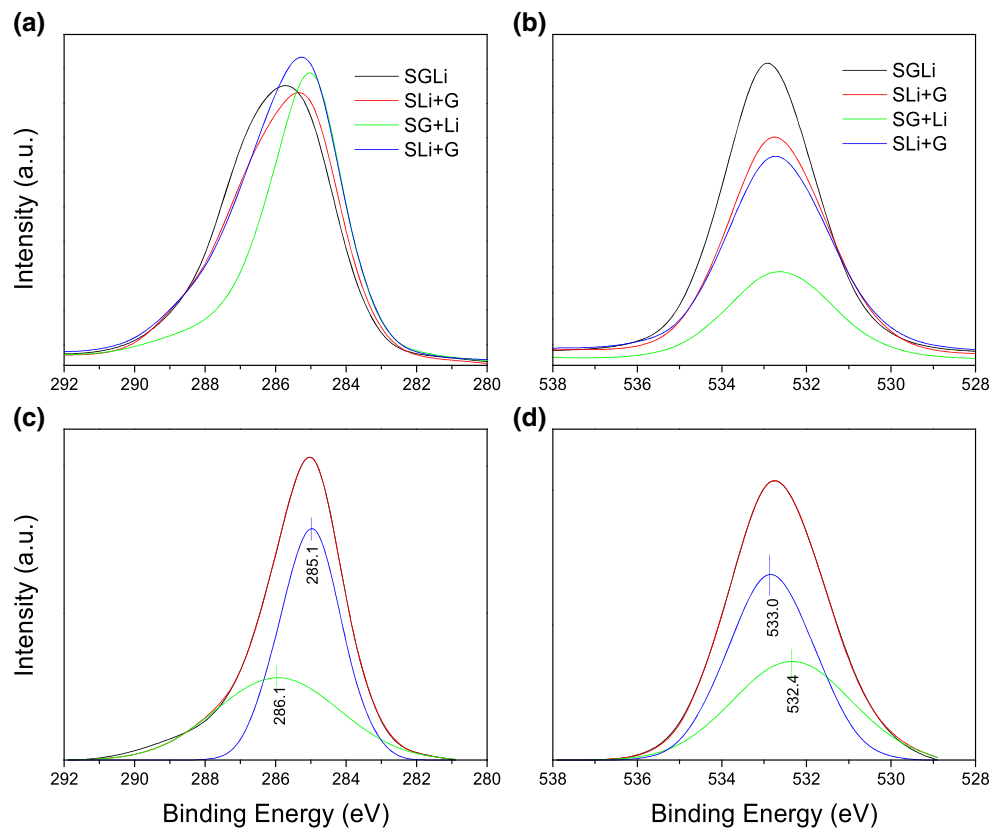 (a)
(b)
SGLi
SLi+G
SG+Li
SLi+G
SGLi
SLi+G
SG+Li
SLi+G
Intensity (a.u.)
292 290 288 286 284 282 280
538 536 534 532 530 528
(c)
(d)
285.1
286.1
533.0
532.4
Intensity (a.u.)
292 290 288 286 284 282 280
538 536 534 532 530 528
Binding Energy (eV)
Binding Energy (eV)